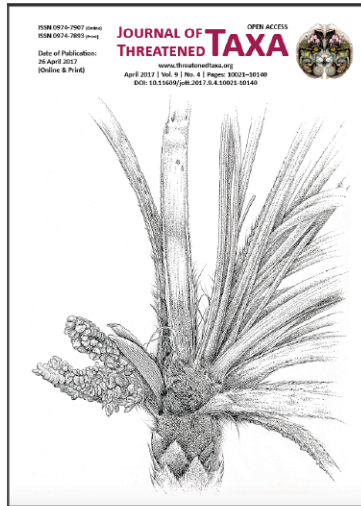 ISSN 0974-7907 (Online)
ISSN 0974-7893 (Print)
Date of Publication:
26 April 2017
(Online & Print)
JOURNAL OF
THREATENED TAXA
OPEN ACCESS
www.threatenedtaxa.org
April 2017 | Vol. 9 | No. 4 | Pages: 10021–10140
DOI: 10.11609/jott.2017.9.4.10021-10140